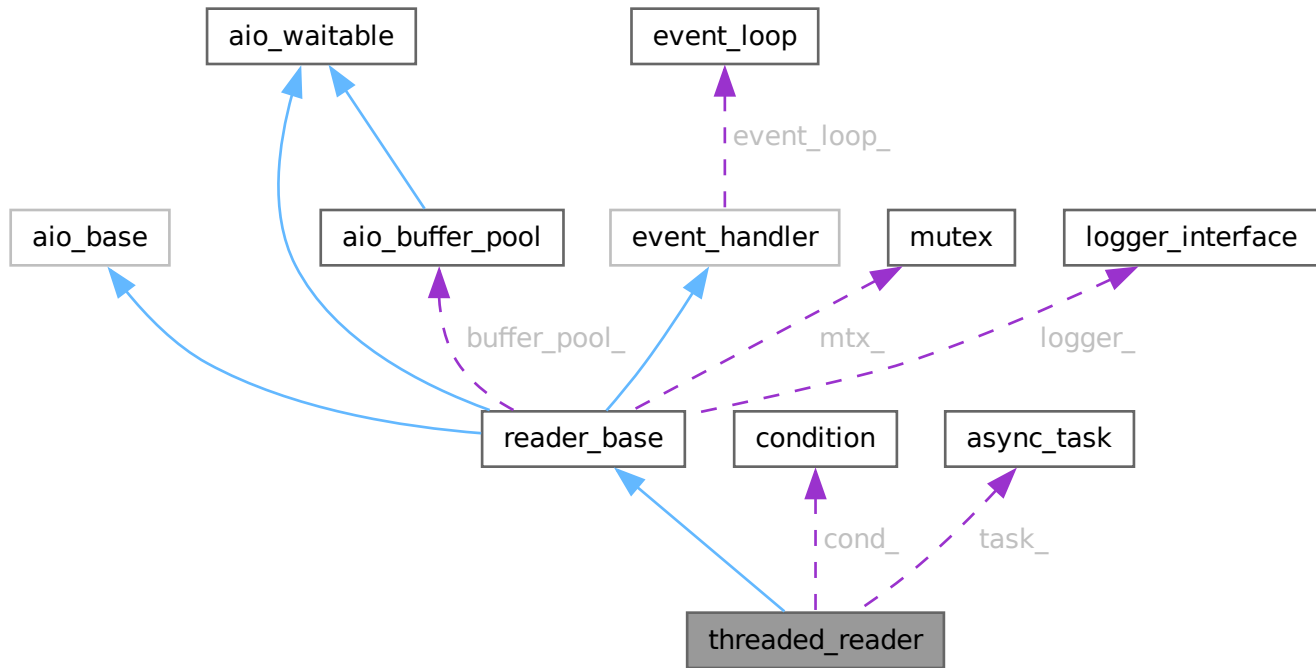 aio_waitable
event_loop
event_loop_
aio_base
aio_buffer_pool
event_handler
mutex
logger_interface
buffer_pool_
mtx_
logger_
reader_base
condition
async_task
cond_
task_
threaded_reader